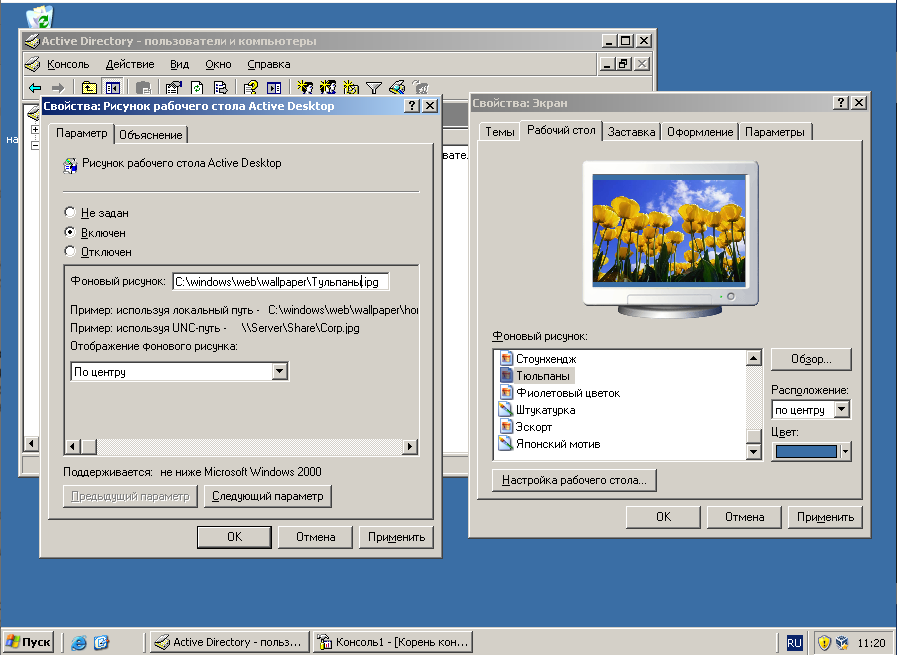 Active Directory - пользователи и компьютеры
Консоль Действие Вид Окно Справка
Свойства: Рисунок рабочего стола Active Desktop
Параметр Объяснение
Рисунок рабочего стола Active Desktop
Не задан
Включен
Отключен
Фоновый рисунок: C:\windows\web\wallpaper\Тульпаны.jpg
Пример: используя локальный путь - C:\windows\web\wallpaper\ho
Пример: используя UNC-путь - \\Server\Share\Corp.jpg
Отображение фонового рисунка:
По центру
Поддерживается: не ниже Microsoft Windows 2000
Предыдущий параметр Следующий параметр
OK Отмена Применить
на
вате.
Свойства: Экран
Темы Рабочий стол Заставка Оформление Параметры
Фоновый рисунок:
Стоунхендж
Тюльпаны
Фиолетовый цветок
Штукатурка
Эскорт
Японский мотив
Обзор...
Расположение:
по центру
Цвет:
Настройка рабочего стола...
OK Отмена Применить
Пуск Active Directory - польз... Консоль1 - [Корень кон... RU 11:20